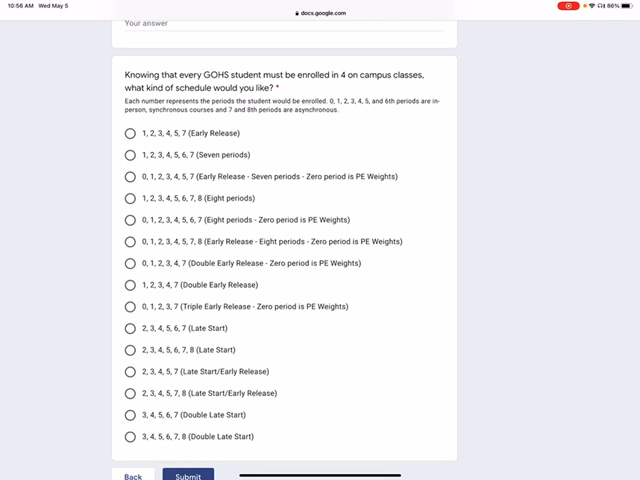 10:56 AM Wed May 5
86%
docs.google.com
Your answer
Knowing that every GOHS student must be enrolled in 4 on campus classes,
what kind of schedule would you like? *
Each number represents the periods the student would be enrolled. 0, 1, 2, 3, 4, 5, and 6th periods are in-
person, synchronous courses and 7 and 8th periods are asynchronous.
1, 2, 3, 4, 5, 7 (Early Release)
1, 2, 3, 4, 5, 6, 7 (Seven periods)
0, 1, 2, 3, 4, 5, 7 (Early Release - Seven periods - Zero period is PE Weights)
1, 2, 3, 4, 5, 6, 7, 8 (Eight periods)
0, 1, 2, 3, 4, 5, 6, 7 (Eight periods - Zero period is PE Weights)
0, 1, 2, 3, 4, 5, 7, 8 (Early Release - Eight periods - Zero period is PE Weights)
0, 1, 2, 3, 4, 7 (Double Early Release - Zero period is PE Weights)
1, 2, 3, 4, 7 (Double Early Release)
0, 1, 2, 3, 7 (Triple Early Release - Zero period is PE Weights)
2, 3, 4, 5, 6, 7 (Late Start)
2, 3, 4, 5, 6, 7, 8 (Late Start)
2, 3, 4, 5, 7 (Late Start/Early Release)
2, 3, 4, 5, 7, 8 (Late Start/Early Release)
3, 4, 5, 6, 7 (Double Late Start)
3, 4, 5, 6, 7, 8 (Double Late Start)
Back
Submit